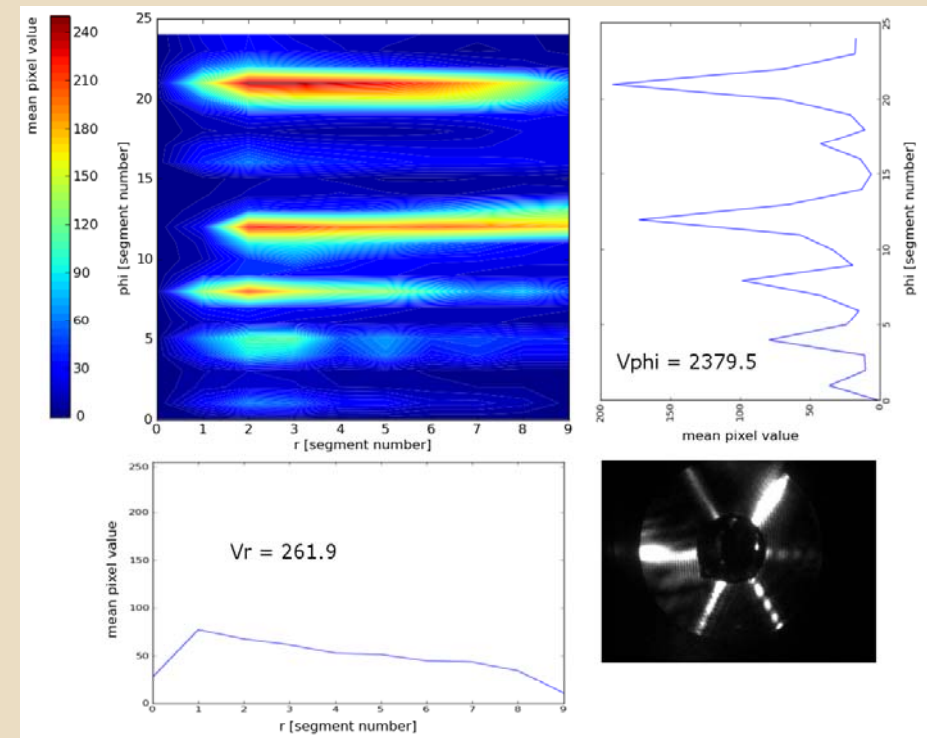 mean pixel value
240
210
180
150
120
90
60
30
0
phi [segment number]
25
20
15
10
5
0
0 1 2 3 4 5 6 7 8 9
r [segment number]
25
20
15
10
5
0
phi [segment number]
Vphi = 2379.5
200 150 100 50 0
mean pixel value
mean pixel value
250
200
150
100
50
0
Vr = 261.9
0 1 2 3 4 5 6 7 8 9
r [segment number]